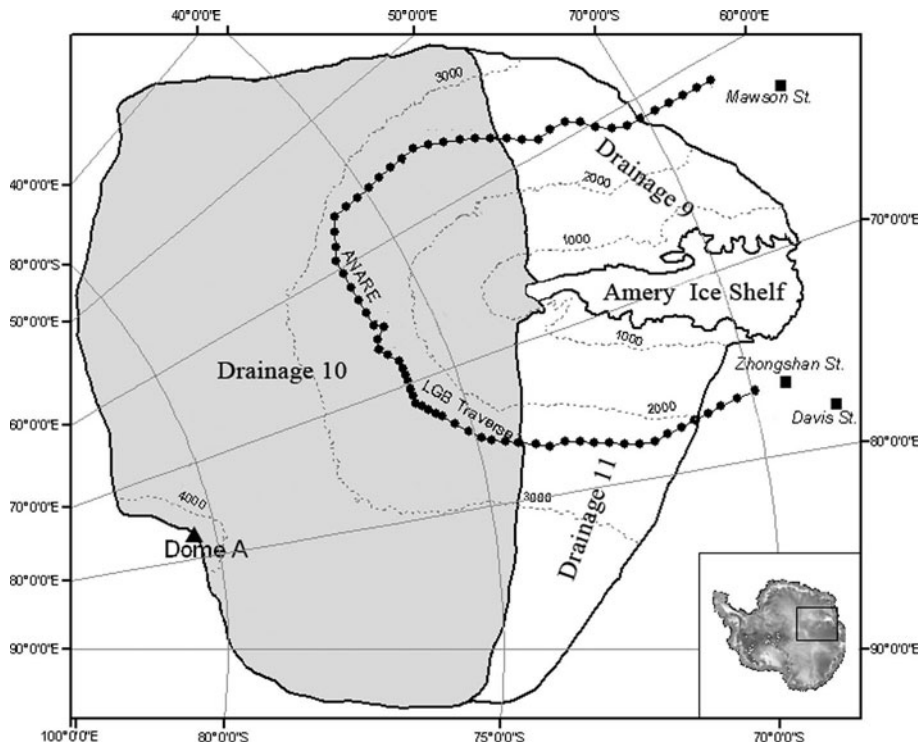 40°0'0"E
50°0'0"E
70°0'0"S
60°0'0"E
3000
Mawson St.
Drainage 9
2000
40°0'0"E
70°0'0"E
1000
80°0'0"S
ANARE
Amery Ice Shelf
50°0'0"E
1000
Zhongshan St.
Drainage 10
LGB Traverse
2000
Davis St.
60°0'0"E
80°0'0"E
Drainage 11
70°0'0"E
4000
3000
Dome A
80°0'0"E
90°0'0"E
90°0'0"E
100°0'0"E
80°0'0"S
75°0'0"S
70°0'0"S